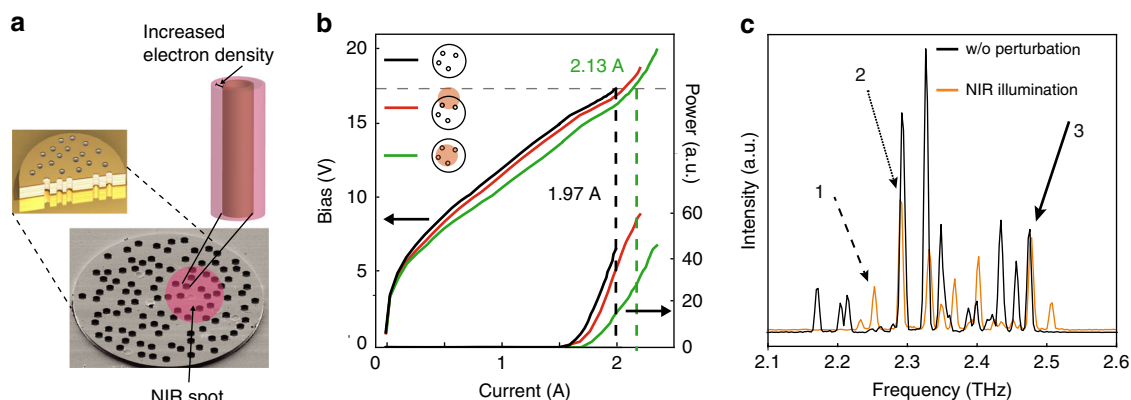 a
Increased
electron density
NIR spot
b
20
15
10
5
0
Bias (V)
2.13 A
1.97 A
Power (a.u.)
60
40
20
0
0
1
2
Current (A)
c
w/o perturbation
NIR illumination
1
2
3
Intensity (a.u.)
2.1
2.2
2.3
2.4
2.5
2.6
Frequency (THz)